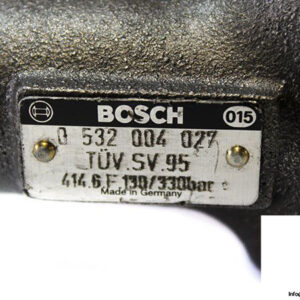 BOSCH 015
0 532 004 027
TÜV.SV.95
414.6 F 130/330bar
Made in Germany